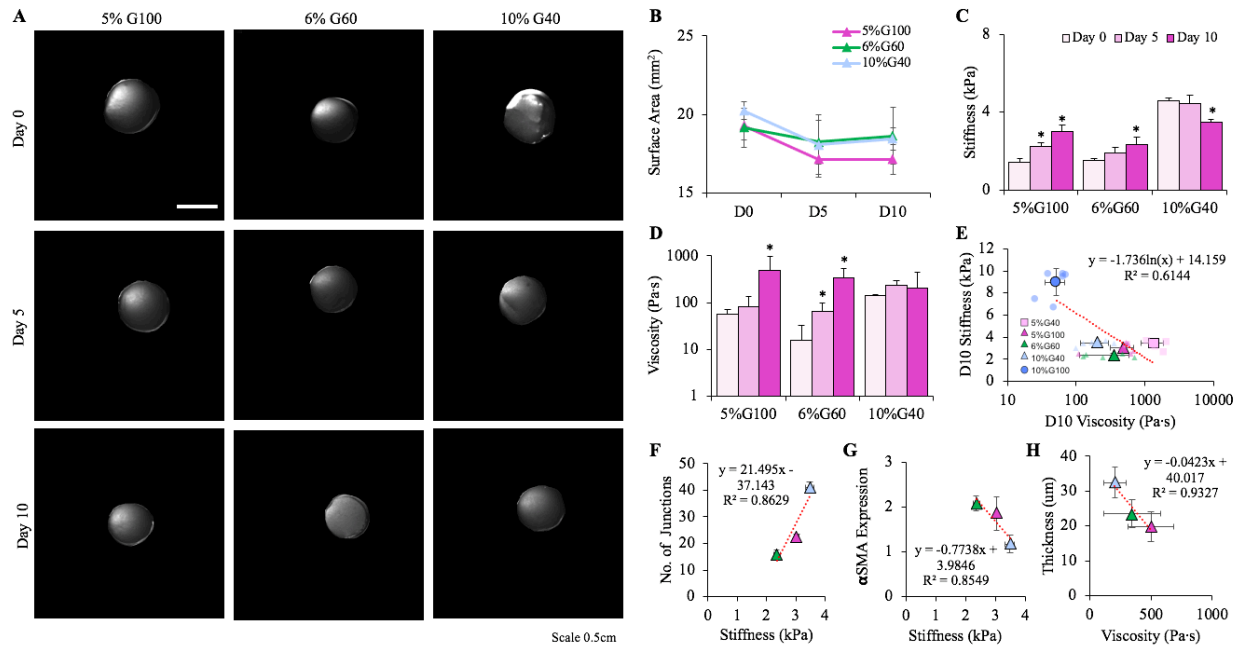 A
5% G100
6% G60
10% G40
Day 0
Day 5
Day 10
Scale 0.5cm
B
25
20
15
Surface Area (mm²)
5%G100
6%G60
10%G40
D0
D5
D10
C
8
4
0
Stiffness (kPa)
Day 0
Day 5
Day 10
*
*
*
*
5%G100
6%G60
10%G40
D
1000
100
10
1
Viscosity (Pa·s)
*
*
*
5%G100
6%G60
10%G40
E
12
10
8
6
4
2
0
D10 Stiffness (kPa)
y = -1.736ln(x) + 14.159
R² = 0.6144
5%G40
5%G100
6%G60
10%G40
10%G100
10
100
1000
10000
D10 Viscosity (Pa·s)
F
50
40
30
20
10
0
No. of Junctions
y = 21.495x -
37.143
R² = 0.8629
0
1
2
3
4
Stiffness (kPa)
G
3
2
1
0
αSMA Expression
y = -0.7738x +
3.9846
R² = 0.8549
0
1
2
3
4
Stiffness (kPa)
H
40
30
20
10
0
Thickness (um)
y = -0.0423x +
40.017
R² = 0.9327
0
500
1000
Viscosity (Pa·s)